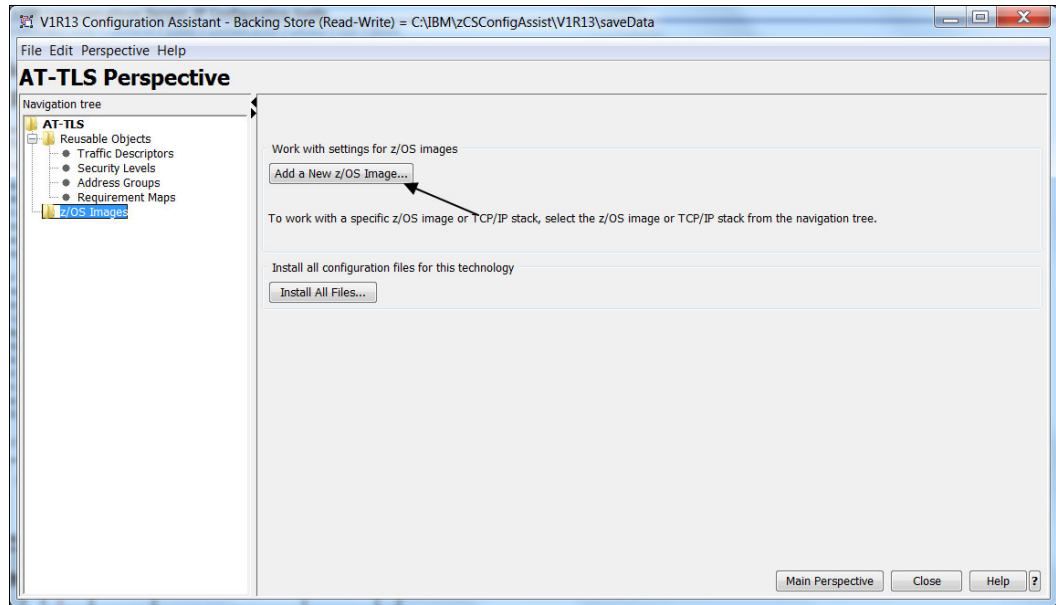 V1R13 Configuration Assistant - Backing Store (Read-Write) = C:\IBM\zCSConfigAssist\V1R13\saveData
File Edit Perspective Help
AT-TLS Perspective
Navigation tree
AT-TLS
Reusable Objects
Traffic Descriptors
Security Levels
Address Groups
Requirement Maps
z/OS Images
Work with settings for z/OS images
Add a New z/OS Image...
To work with a specific z/OS image or TCP/IP stack, select the z/OS image or TCP/IP stack from the navigation tree.
Install all configuration files for this technology
Install All Files...
Main Perspective Close Help ?